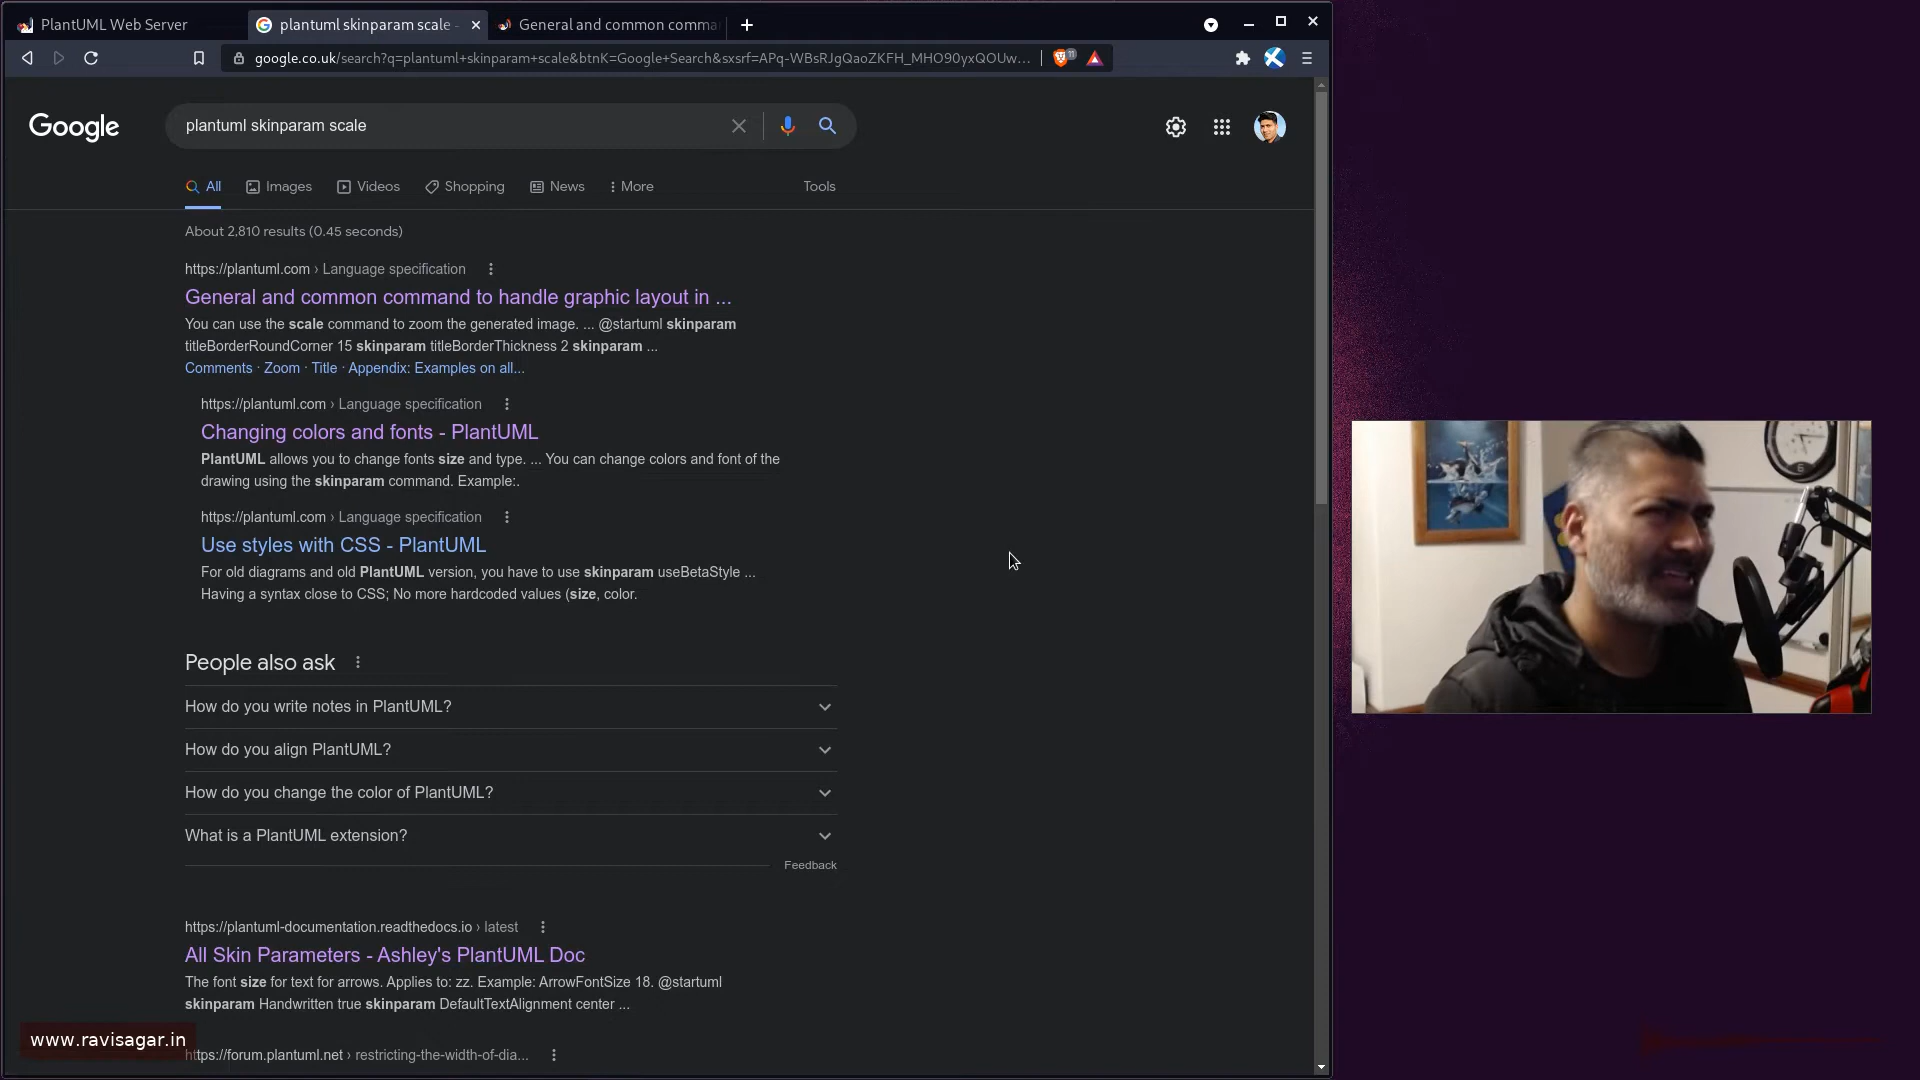 PlantUML Web Server
plantuml skinparam scale -
General and common comma
google.co.uk/search?q=plantuml+skinparam+scale&btnK=Google+Search&sxsrf=APq-WBsRJgQaoZKFH_MHO90yxQOUw...
11
Google
plantuml skinparam scale
All
Images
Videos
Shopping
News
More
Tools
About 2,810 results (0.45 seconds)
https://plantuml.com › Language specification
General and common command to handle graphic layout in ...
You can use the scale command to zoom the generated image. ... @startuml skinparam
titleBorderRoundCorner 15 skinparam titleBorderThickness 2 skinparam ...
Comments · Zoom · Title · Appendix: Examples on all...
https://plantuml.com › Language specification
Changing colors and fonts - PlantUML
PlantUML allows you to change fonts size and type. ... You can change colors and font of the
drawing using the skinparam command. Example:.
https://plantuml.com › Language specification
Use styles with CSS - PlantUML
For old diagrams and old PlantUML version, you have to use skinparam useBetaStyle ...
Having a syntax close to CSS; No more hardcoded values (size, color.
People also ask
How do you write notes in PlantUML?
How do you align PlantUML?
How do you change the color of PlantUML?
What is a PlantUML extension?
Feedback
https://plantuml-documentation.readthedocs.io › latest
All Skin Parameters - Ashley's PlantUML Doc
The font size for text for arrows. Applies to: zz. Example: ArrowFontSize 18. @startuml
skinparam Handwritten true skinparam DefaultTextAlignment center ...
www.ravisagar.in
https://forum.plantuml.net › restricting-the-width-of-dia...